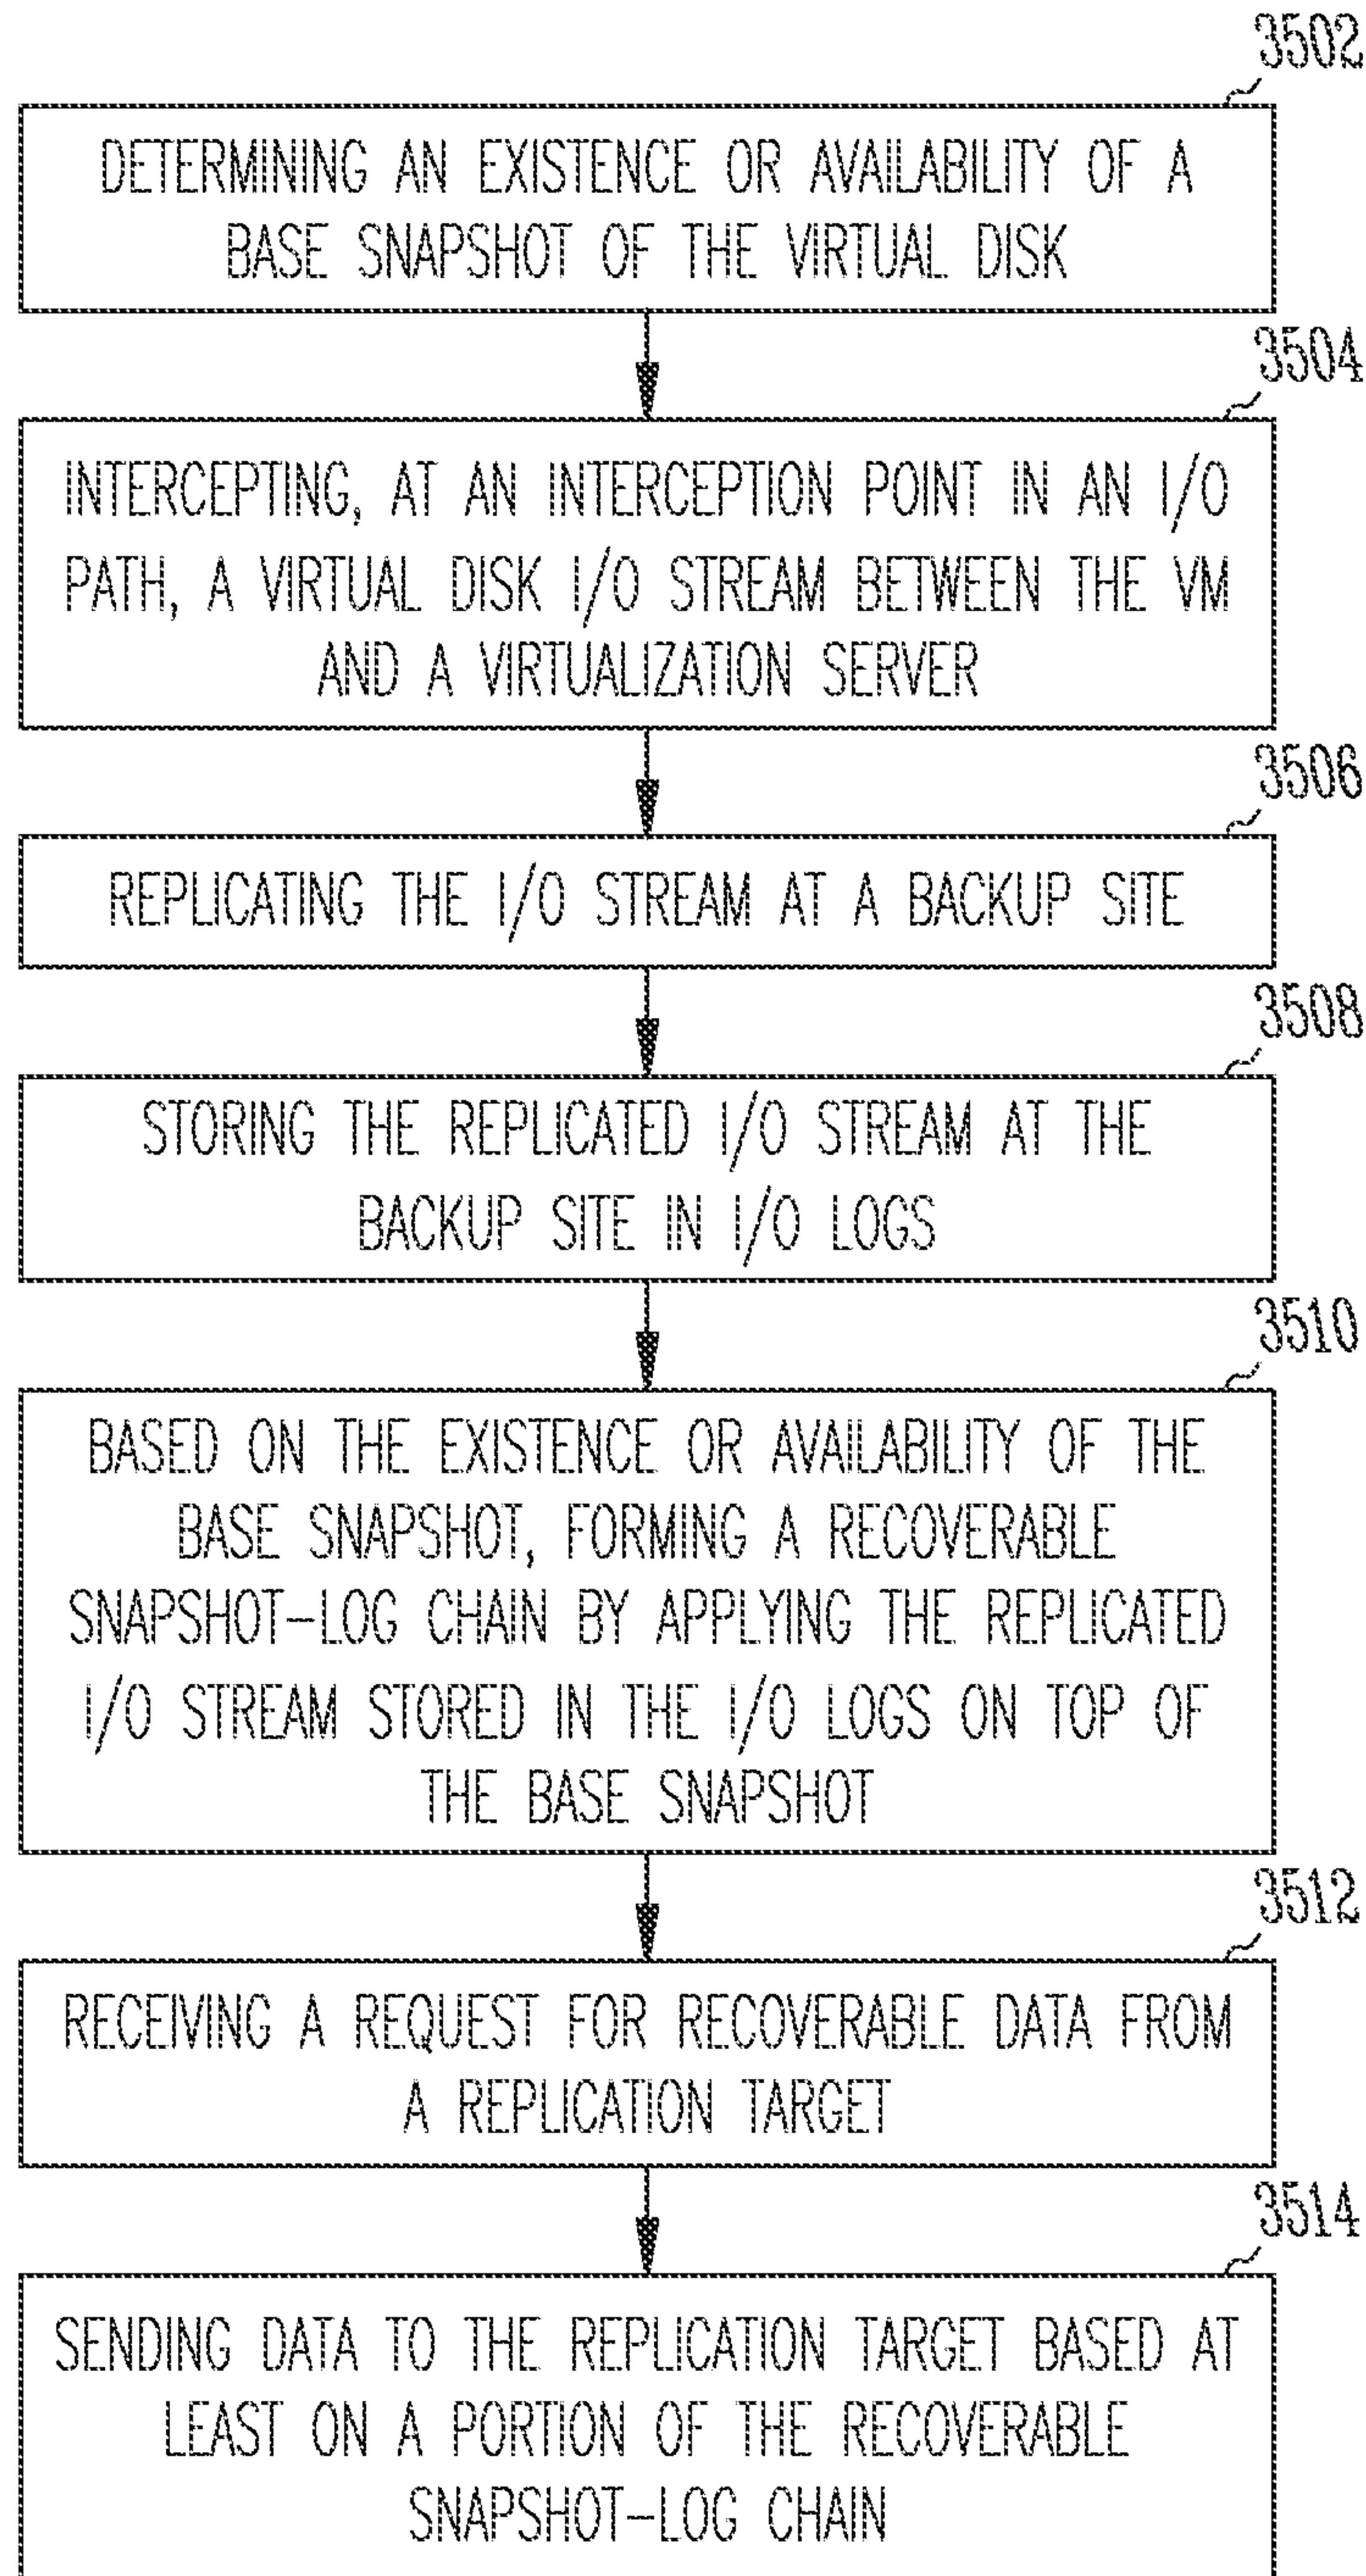 3502
DETERMINING AN EXISTENCE OR AVAILABILITY OF A
BASE SNAPSHOT OF THE VIRTUAL DISK
3504
INTERCEPTING, AT AN INTERCEPTION POINT IN AN I/O
PATH, A VIRTUAL DISK I/O STREAM BETWEEN THE VM
AND A VIRTUALIZATION SERVER
3506
REPLICATING THE I/O STREAM AT A BACKUP SITE
3508
STORING THE REPLICATED I/O STREAM AT THE
BACKUP SITE IN I/O LOGS
3510
BASED ON THE EXISTENCE OR AVAILABILITY OF THE
BASE SNAPSHOT, FORMING A RECOVERABLE
SNAPSHOT-LOG CHAIN BY APPLYING THE REPLICATED
I/O STREAM STORED IN THE I/O LOGS ON TOP OF
THE BASE SNAPSHOT
3512
RECEIVING A REQUEST FOR RECOVERABLE DATA FROM
A REPLICATION TARGET
3514
SENDING DATA TO THE REPLICATION TARGET BASED AT
LEAST ON A PORTION OF THE RECOVERABLE
SNAPSHOT-LOG CHAIN